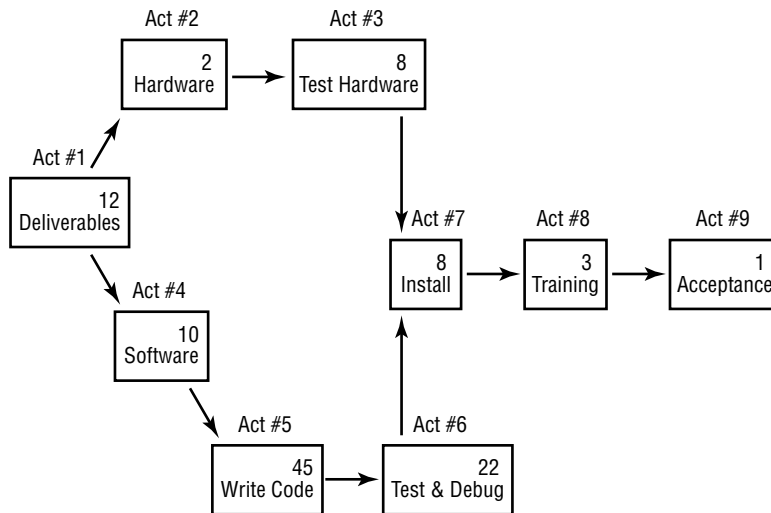 Act #2
2
Hardware
Act #3
8
Test Hardware
Act #1
12
Deliverables
Act #7
8
Install
Act #8
3
Training
Act #9
1
Acceptance
Act #4
10
Software
Act #5
45
Write Code
Act #6
22
Test & Debug